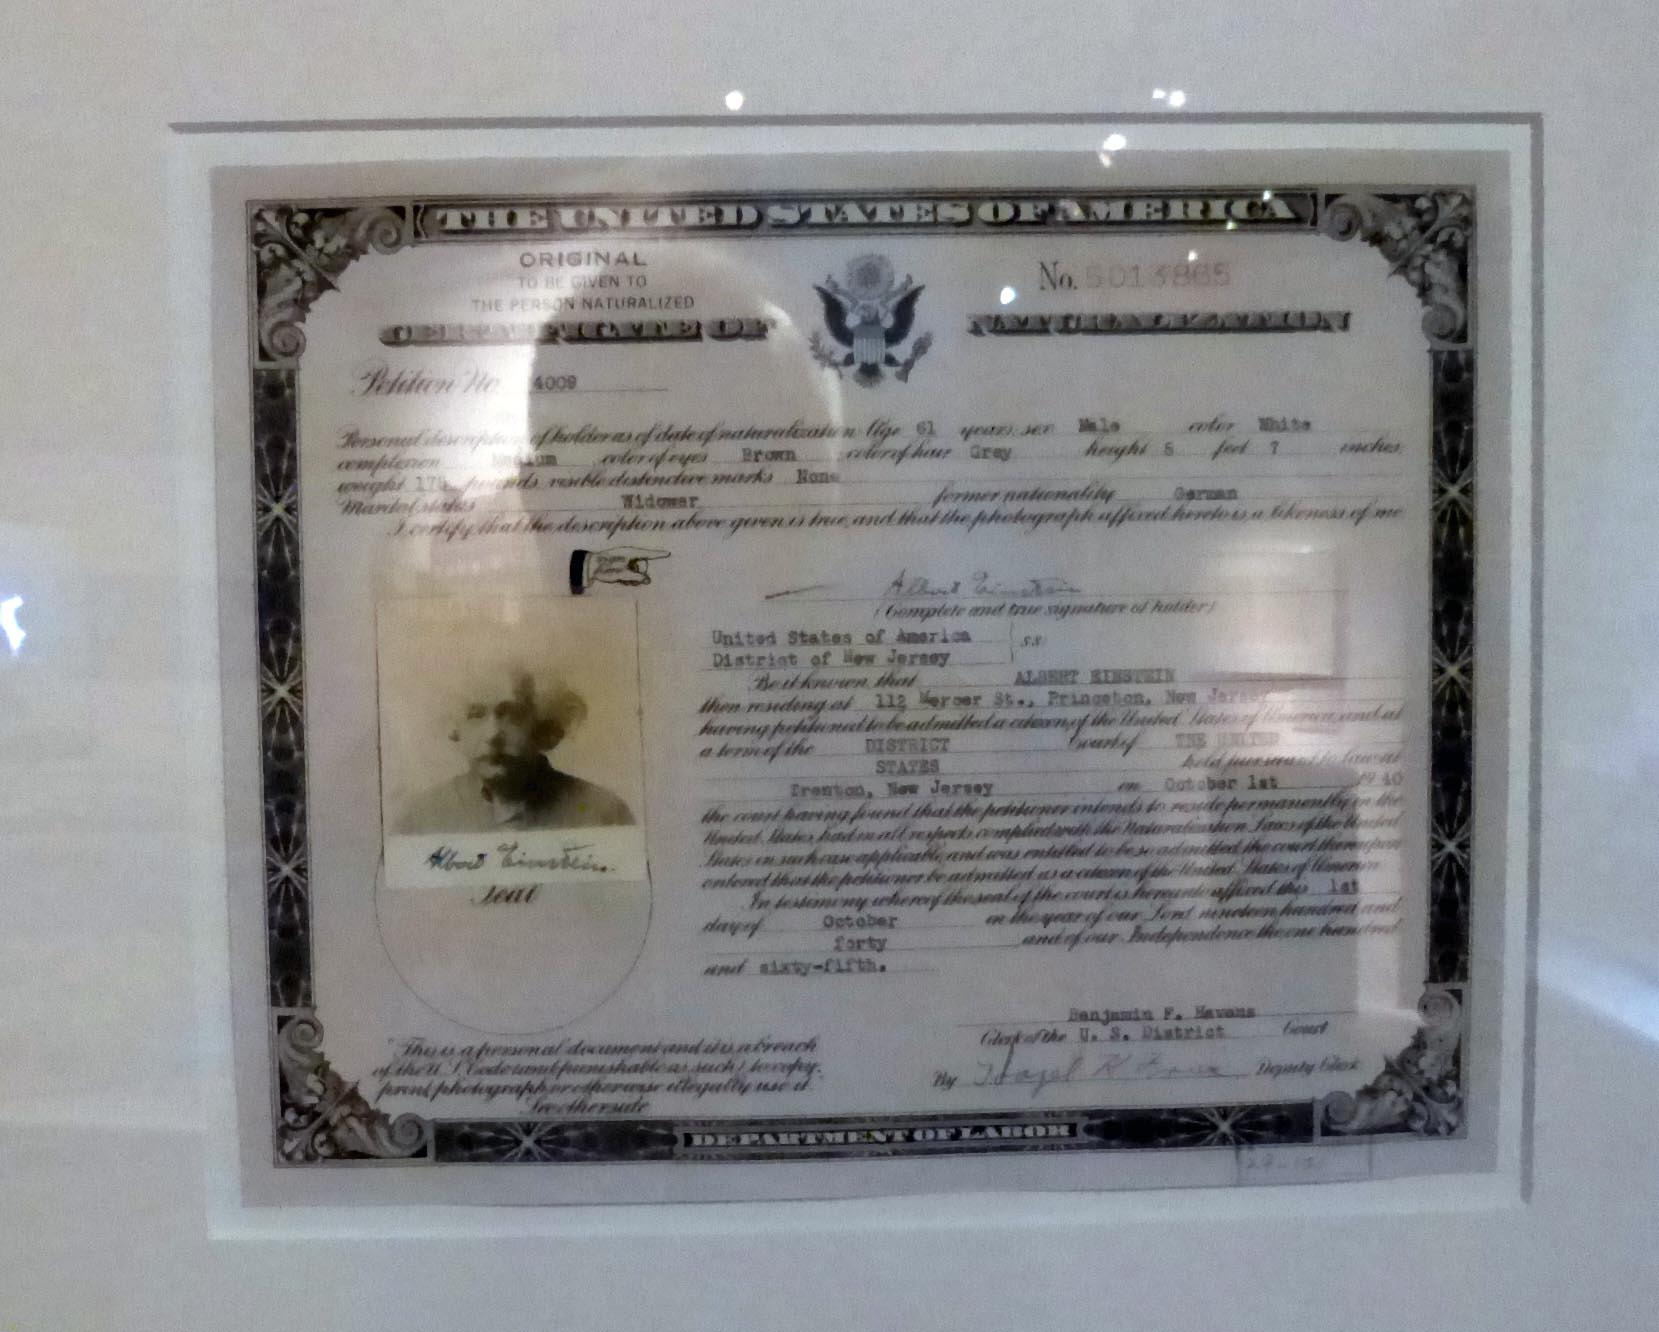 THE UNITED STATES OF AMERICA
ORIGINAL
TO BE GIVEN TO
THE PERSON NATURALIZED
No. 5013865
CERTIFICATE OF NATURALIZATION
Petition No. 4009
Personal description of holder as of date of naturalization: Age 61 years, sex Male color White
complexion Medium color of eyes Brown color of hair Gray height 5 feet 7 inches,
weight pounds, visible distinctive marks None
Marital status Widower former nationality German
I certify that the description above given is true, and that the photograph affixed hereto is a likeness of me.
Albert Einstein
(Complete and true signature of holder)
United States of America
District of New Jersey
s.s:
Be it known that ALBERT EINSTEIN
then residing at 112 Mercer St., Princeton, New Jersey
having petitioned to be admitted a citizen of the United States of America, and at
a term of the DISTRICT Court of THE UNITED
STATES held pursuant to law at
Trenton, New Jersey on October 1st 1940
the court having found that the petitioner intends to reside permanently in the
United States had in all respects complied with the Naturalization Laws of the United
States in such case applicable and was entitled to be so admitted, the court thereupon
ordered that the petitioner be admitted as a citizen of the United States of America
In testimony whereof the seal of the court is hereunto affixed this 1st
day of October in the year of our Lord nineteen hundred and
forty and of our Independence the one hundred
and sixty-fifth.
Albert Einstein.
Seal
Benjamin F. Havens
Clerk of the U. S. District Court
By Deputy Clerk
This is a personal document and it is a breach
of the U. S. Code (and punishable as such) to copy,
print, photograph, or otherwise illegally use it.
See other side
DEPARTMENT OF LABOR